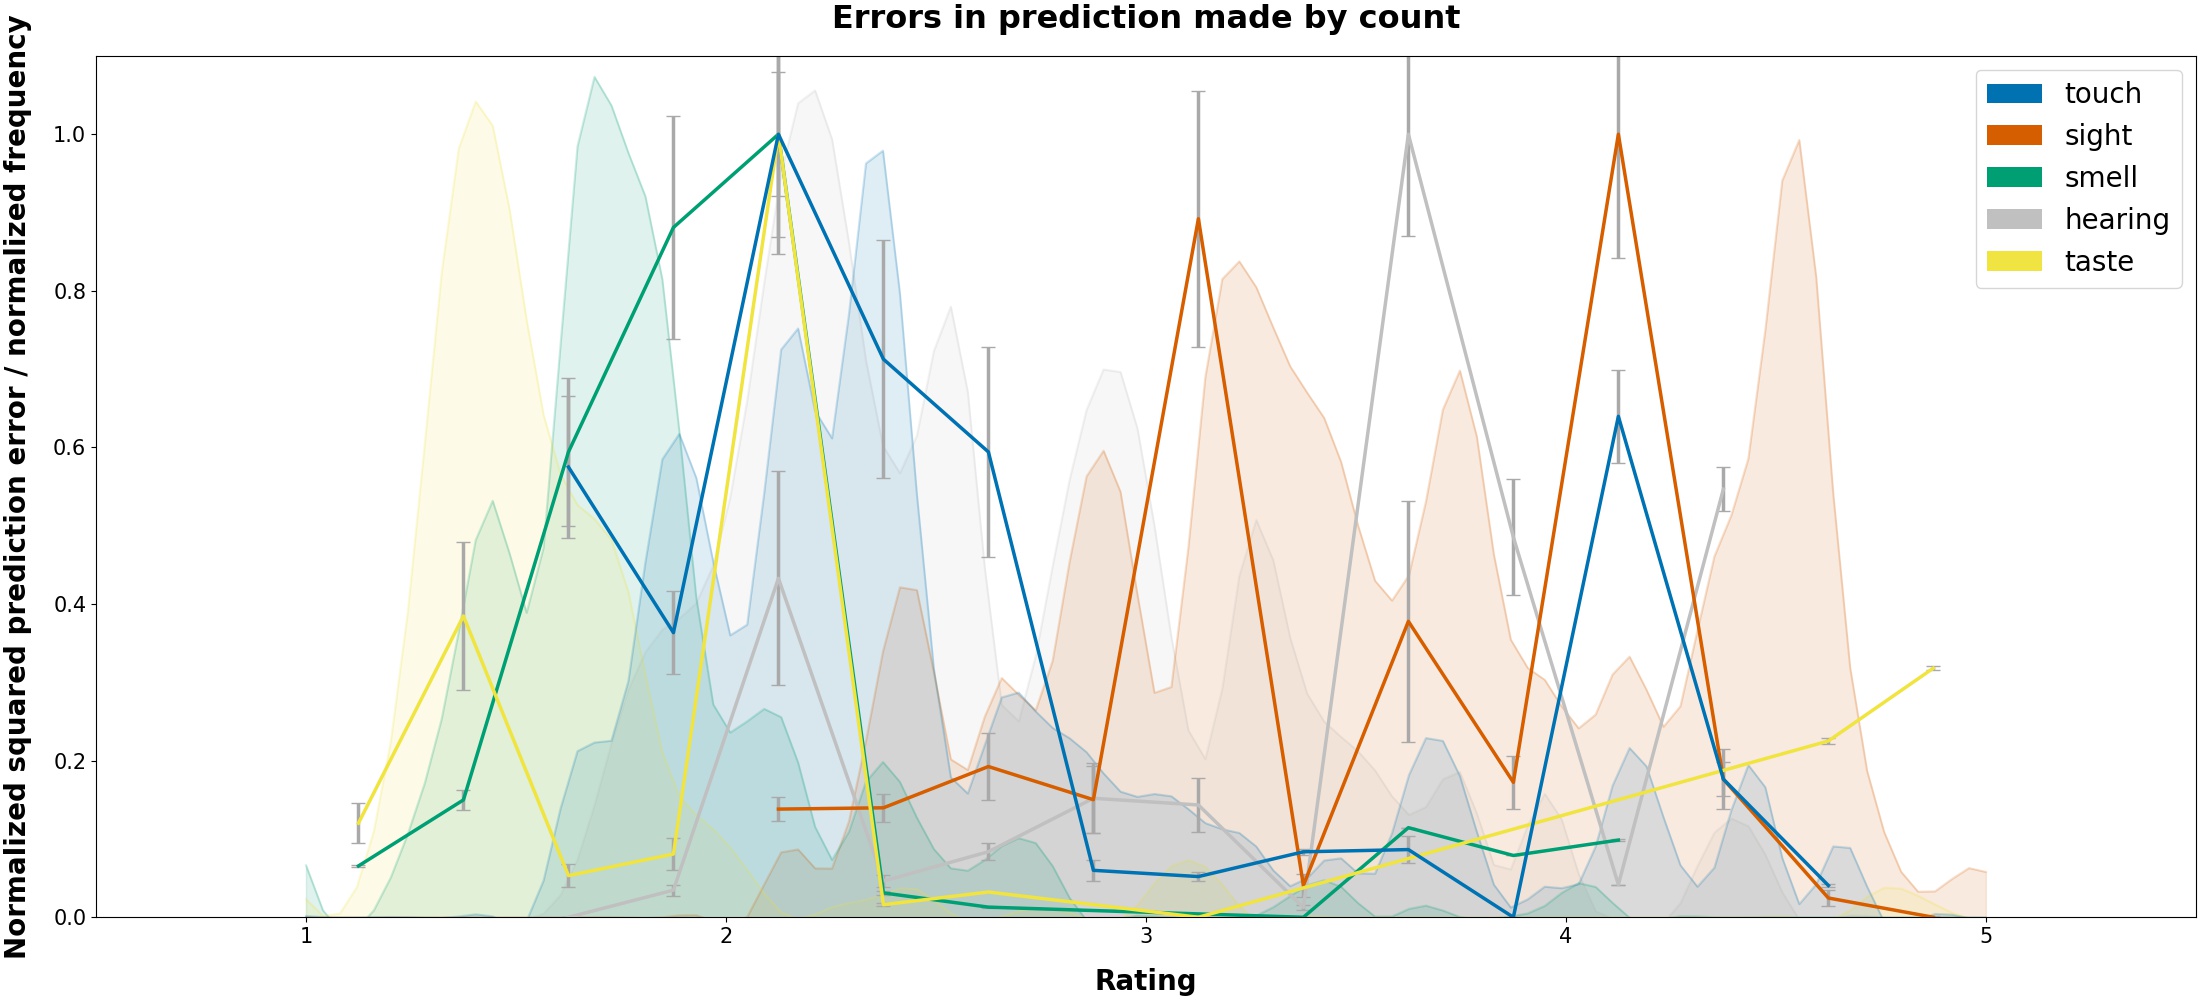 Errors in prediction made by count
Normalized squared prediction error / normalized frequency
1.0
0.8
0.6
0.4
0.2
0.0
1 2 3 4 5
Rating
touch
sight
smell
hearing
taste